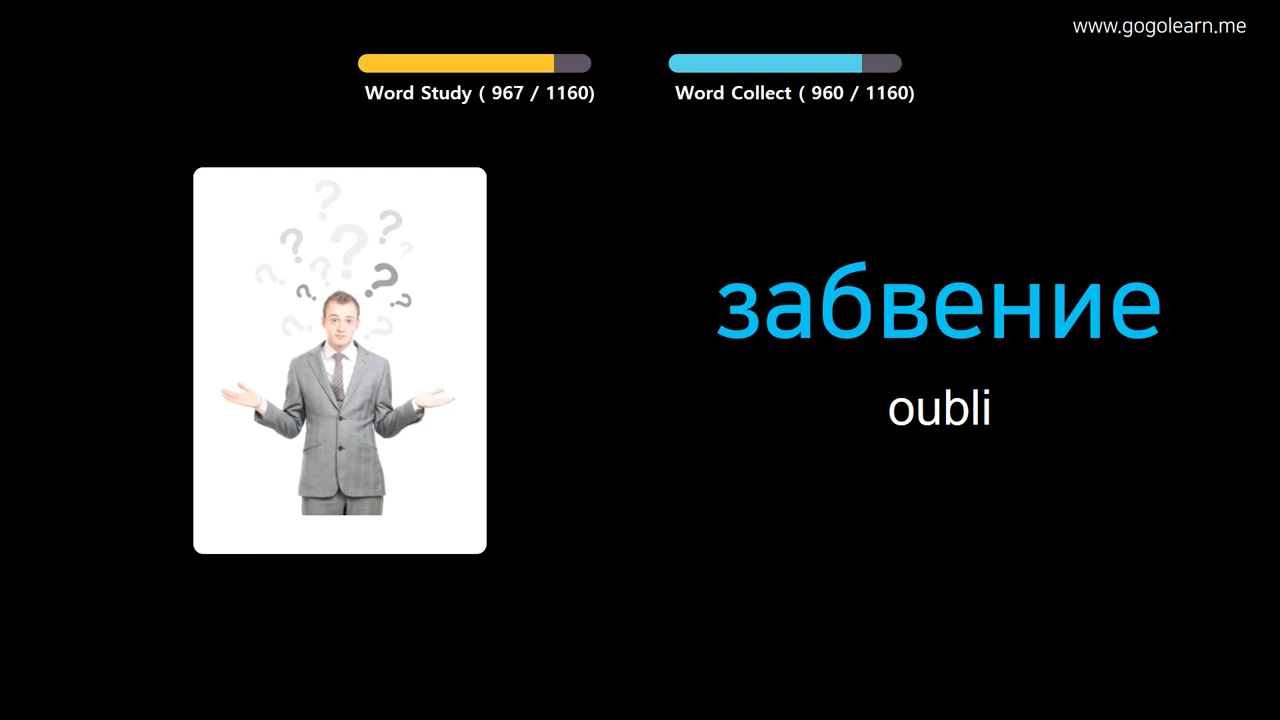 www.gogolearn.me
Word Study ( 967 / 1160)
Word Collect ( 960 / 1160)
забвение
oubli